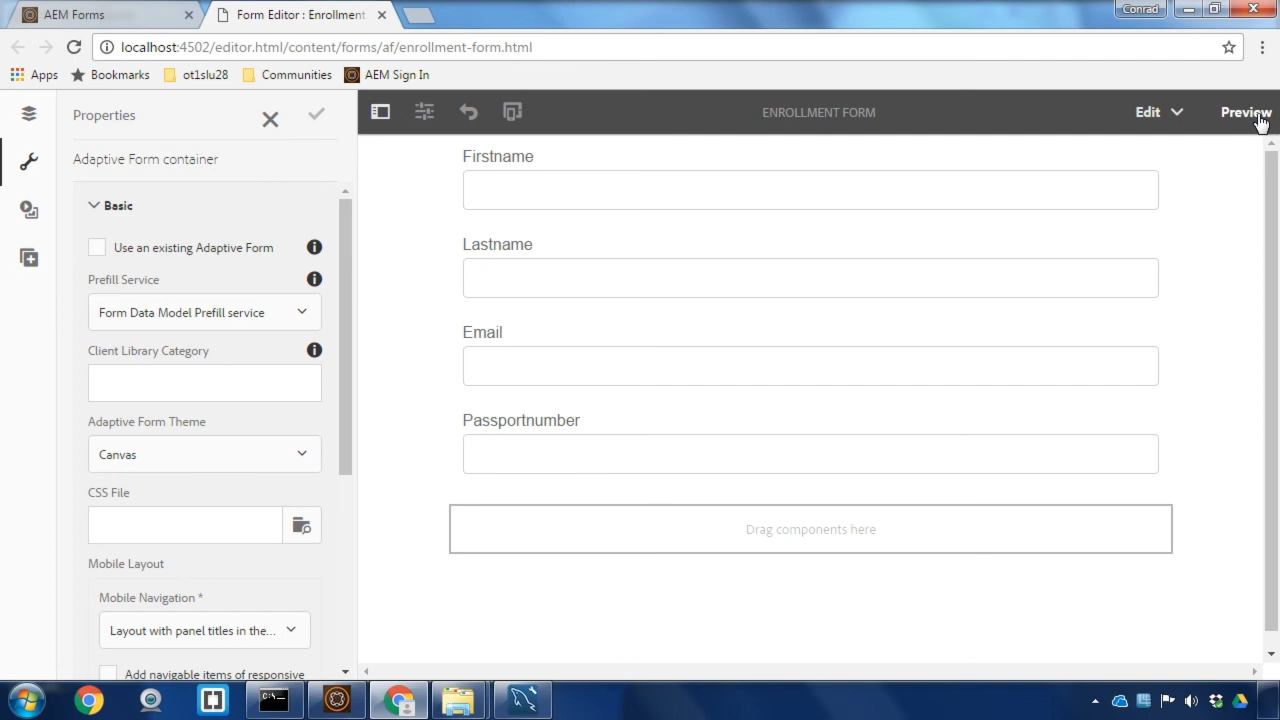 AEM Forms
Form Editor : Enrollment
Conrad
localhost:4502/editor.html/content/forms/af/enrollment-form.html
Apps
Bookmarks
ot1slu28
Communities
AEM Sign In
Properties
Adaptive Form container
Basic
Use an existing Adaptive Form
Prefill Service
Form Data Model Prefill service
Client Library Category
Adaptive Form Theme
Canvas
CSS File
Mobile Layout
Mobile Navigation *
Layout with panel titles in the...
Add navigable items of responsive
ENROLLMENT FORM
Edit
Preview
Firstname
Lastname
Email
Passportnumber
Drag components here